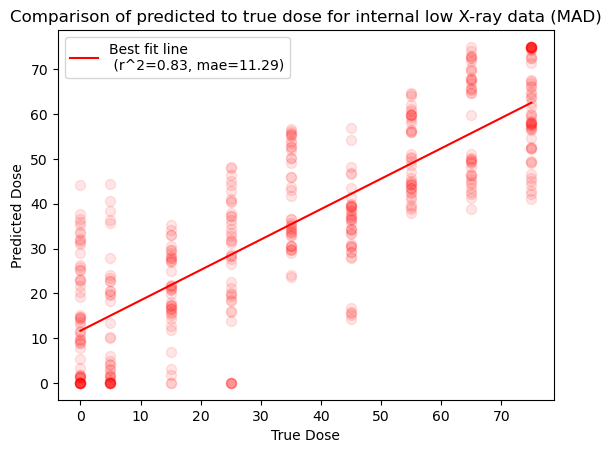 Comparison of predicted to true dose for internal low X-ray data (MAD)
Best fit line
(r^2=0.83, mae=11.29)
Predicted Dose
70
60
50
40
30
20
10
0
0 10 20 30 40 50 60 70
True Dose